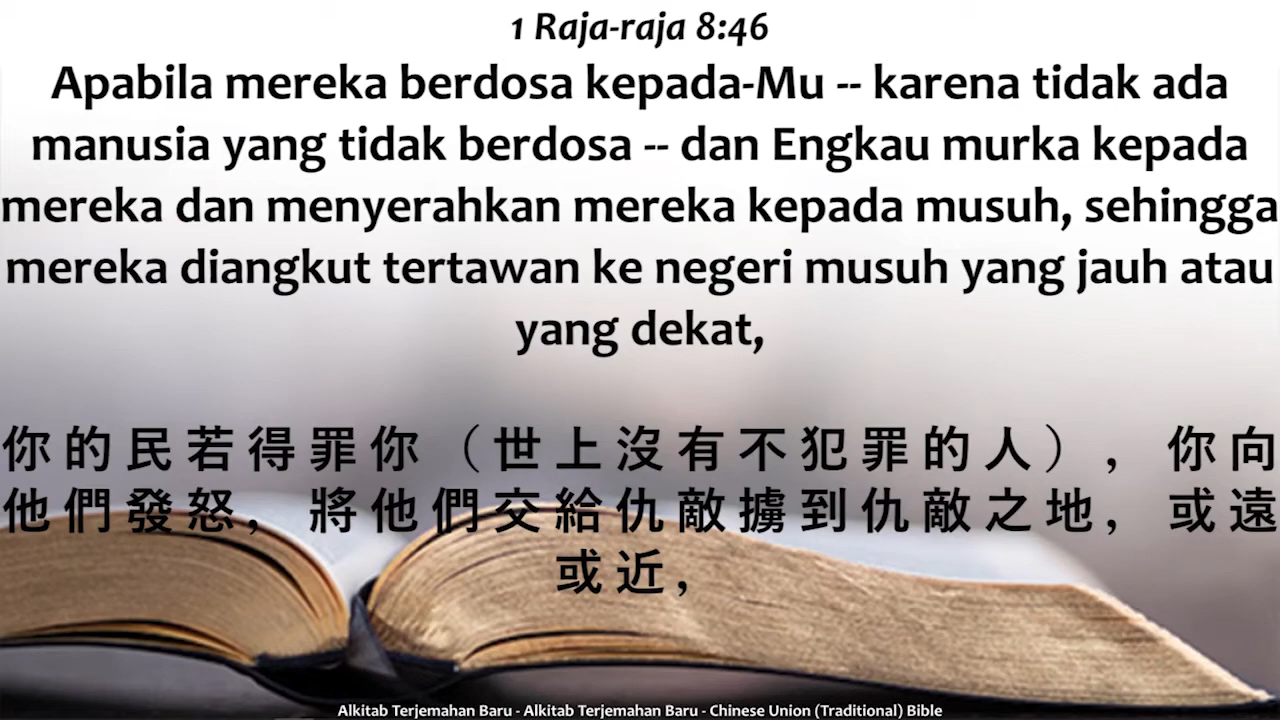 1 Raja-raja 8:46
Apabila mereka berdosa kepada-Mu -- karena tidak ada
manusia yang tidak berdosa -- dan Engkau murka kepada
mereka dan menyerahkan mereka kepada musuh, sehingga
mereka diangkut tertawan ke negeri musuh yang jauh atau
yang dekat,
你 的 民 若 得 罪 你 （ 世 上 沒 有 不 犯 罪 的 人 ） ， 你 向
他 們 發 怒 ， 將 他 們 交 給 仇 敵 擄 到 仇 敵 之 地 ， 或 遠
或 近 ，
Alkitab Terjemahan Baru - Alkitab Terjemahan Baru - Chinese Union (Traditional) Bible